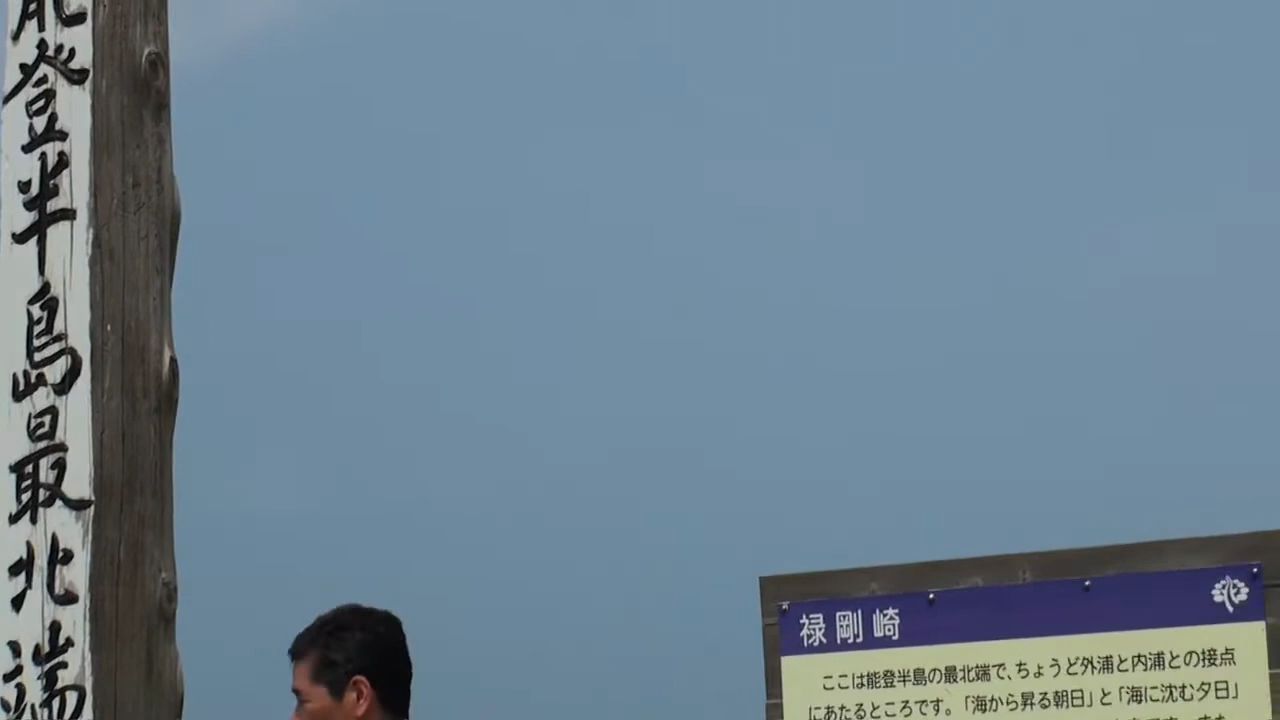 能登半島最北端
禄剛崎
ここは能登半島の最北端で、ちょうど外浦と内浦との接点
にあたるところです。「海から昇る朝日」と「海に沈む夕日」